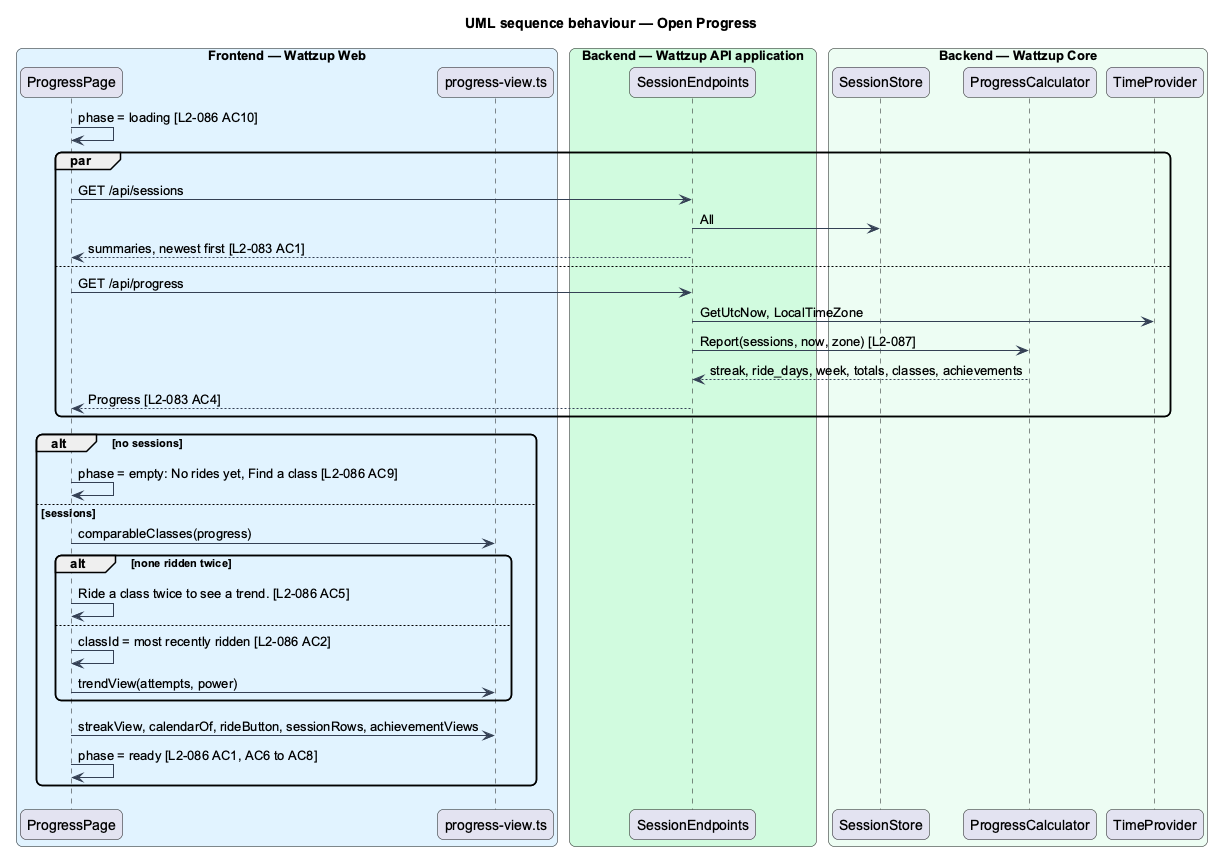 UML sequence behaviour — Open Progress
Frontend — Wattzup Web
Backend — Wattzup API application
Backend — Wattzup Core
ProgressPage
progress-view.ts
SessionEndpoints
SessionStore
ProgressCalculator
TimeProvider
phase = loading [L2-086 AC10]
par
GET /api/sessions
All
summaries, newest first [L2-083 AC1]
GET /api/progress
GetUtcNow, LocalTimeZone
Report(sessions, now, zone) [L2-087]
streak, ride_days, week, totals, classes, achievements
Progress [L2-083 AC4]
alt
[no sessions]
phase = empty: No rides yet, Find a class [L2-086 AC9]
[sessions]
comparableClasses(progress)
alt
[none ridden twice]
Ride a class twice to see a trend. [L2-086 AC5]
classId = most recently ridden [L2-086 AC2]
trendView(attempts, power)
streakView, calendarOf, rideButton, sessionRows, achievementViews
phase = ready [L2-086 AC1, AC6 to AC8]
ProgressPage
progress-view.ts
SessionEndpoints
SessionStore
ProgressCalculator
TimeProvider